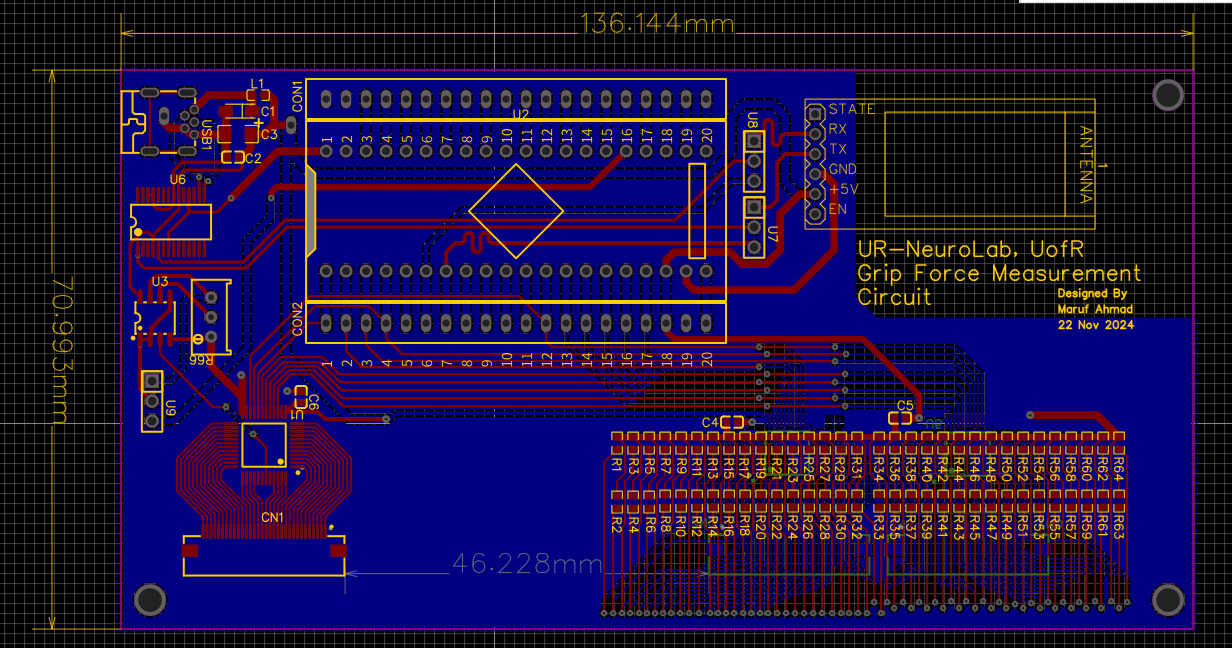 136.144mm
70.993mm
L1
C1
C3
C2
USB1
U6
U3
R66
U9
CON1
U2
1 2 3 4 5 6 7 8 9 10 11 12 13 14 15 16 17 18 19 20
U8
U7
STATE
RX
TX
GND
+5V
EN
ANTENNA
1
UR-NeuroLab, UofR
Grip Force Measurement
Circuit
Designed By
Maruf Ahmad
22 Nov 2024
CON2
1 2 3 4 5 6 7 8 9 10 11 12 13 14 15 16 17 18 19 20
C6
U1
C4
C5
R1 R3 R5 R7 R9 R11 R13 R15 R17 R19 R21 R23 R25 R27 R29 R31 R34 R36 R38 R40 R42 R44 R46 R48 R50 R52 R54 R56 R58 R60 R62 R64
R2 R4 R6 R8 R10 R12 R14 R16 R18 R20 R22 R24 R26 R28 R30 R32 R33 R35 R37 R39 R41 R43 R45 R47 R49 R51 R53 R55 R57 R59 R61 R63
CN1
46.228mm